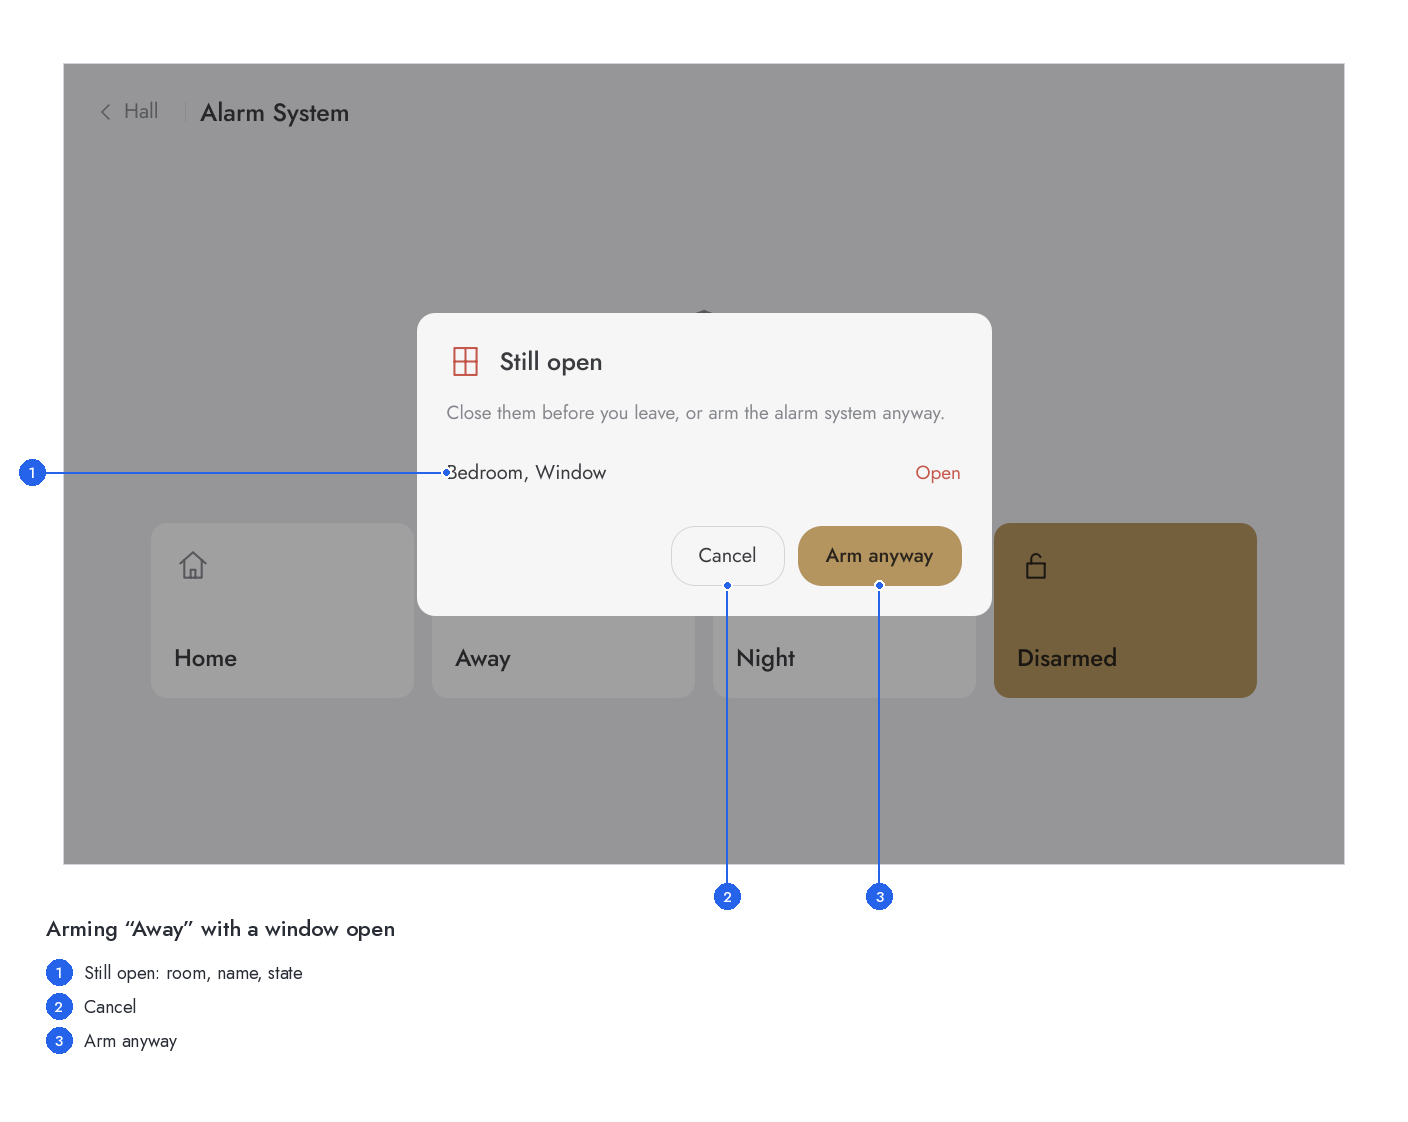 Hall
Alarm System
Still open
Close them before you leave, or arm the alarm system anyway.
1
Bedroom, Window
Open
Cancel
Arm anyway
Home
Away
Night
Disarmed
2
3
Arming “Away” with a window open
1 Still open: room, name, state
2 Cancel
3 Arm anyway